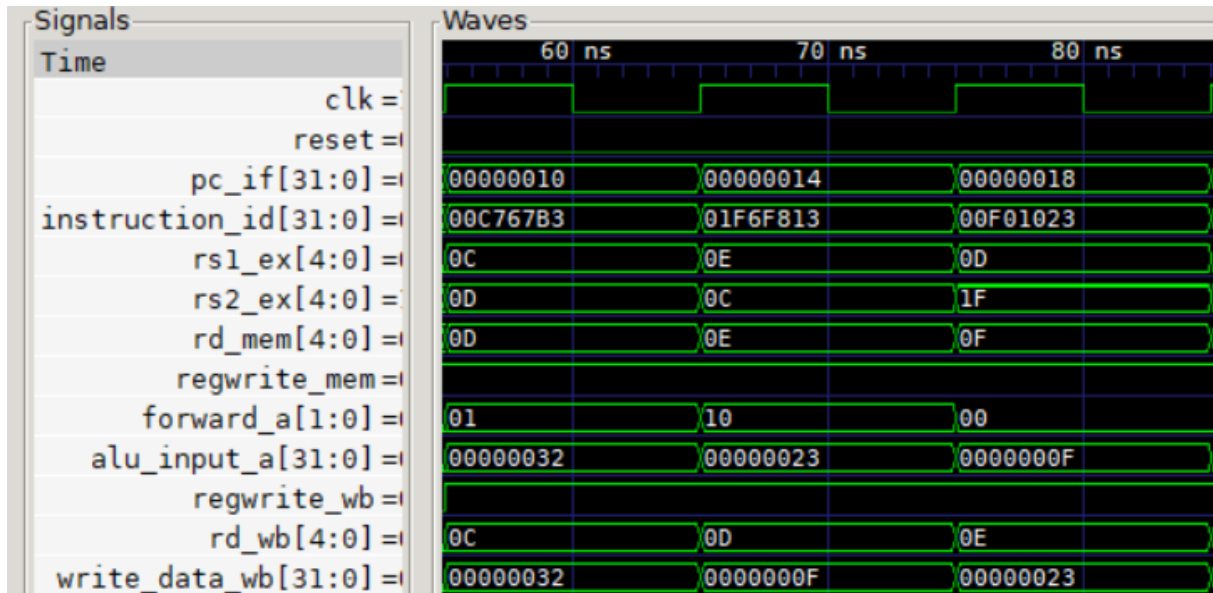 Signals Waves
Time 60 ns 70 ns 80 ns
clk =
reset =
pc_if[31:0] = 00000010 00000014 00000018
instruction_id[31:0] = 00C767B3 01F6F813 00F01023
rs1_ex[4:0] = 0C 0E 0D
rs2_ex[4:0] = 0D 0C 1F
rd_mem[4:0] = 0D 0E 0F
regwrite_mem =
forward_a[1:0] = 01 10 00
alu_input_a[31:0] = 00000032 00000023 0000000F
regwrite_wb =
rd_wb[4:0] = 0C 0D 0E
write_data_wb[31:0] = 00000032 0000000F 00000023